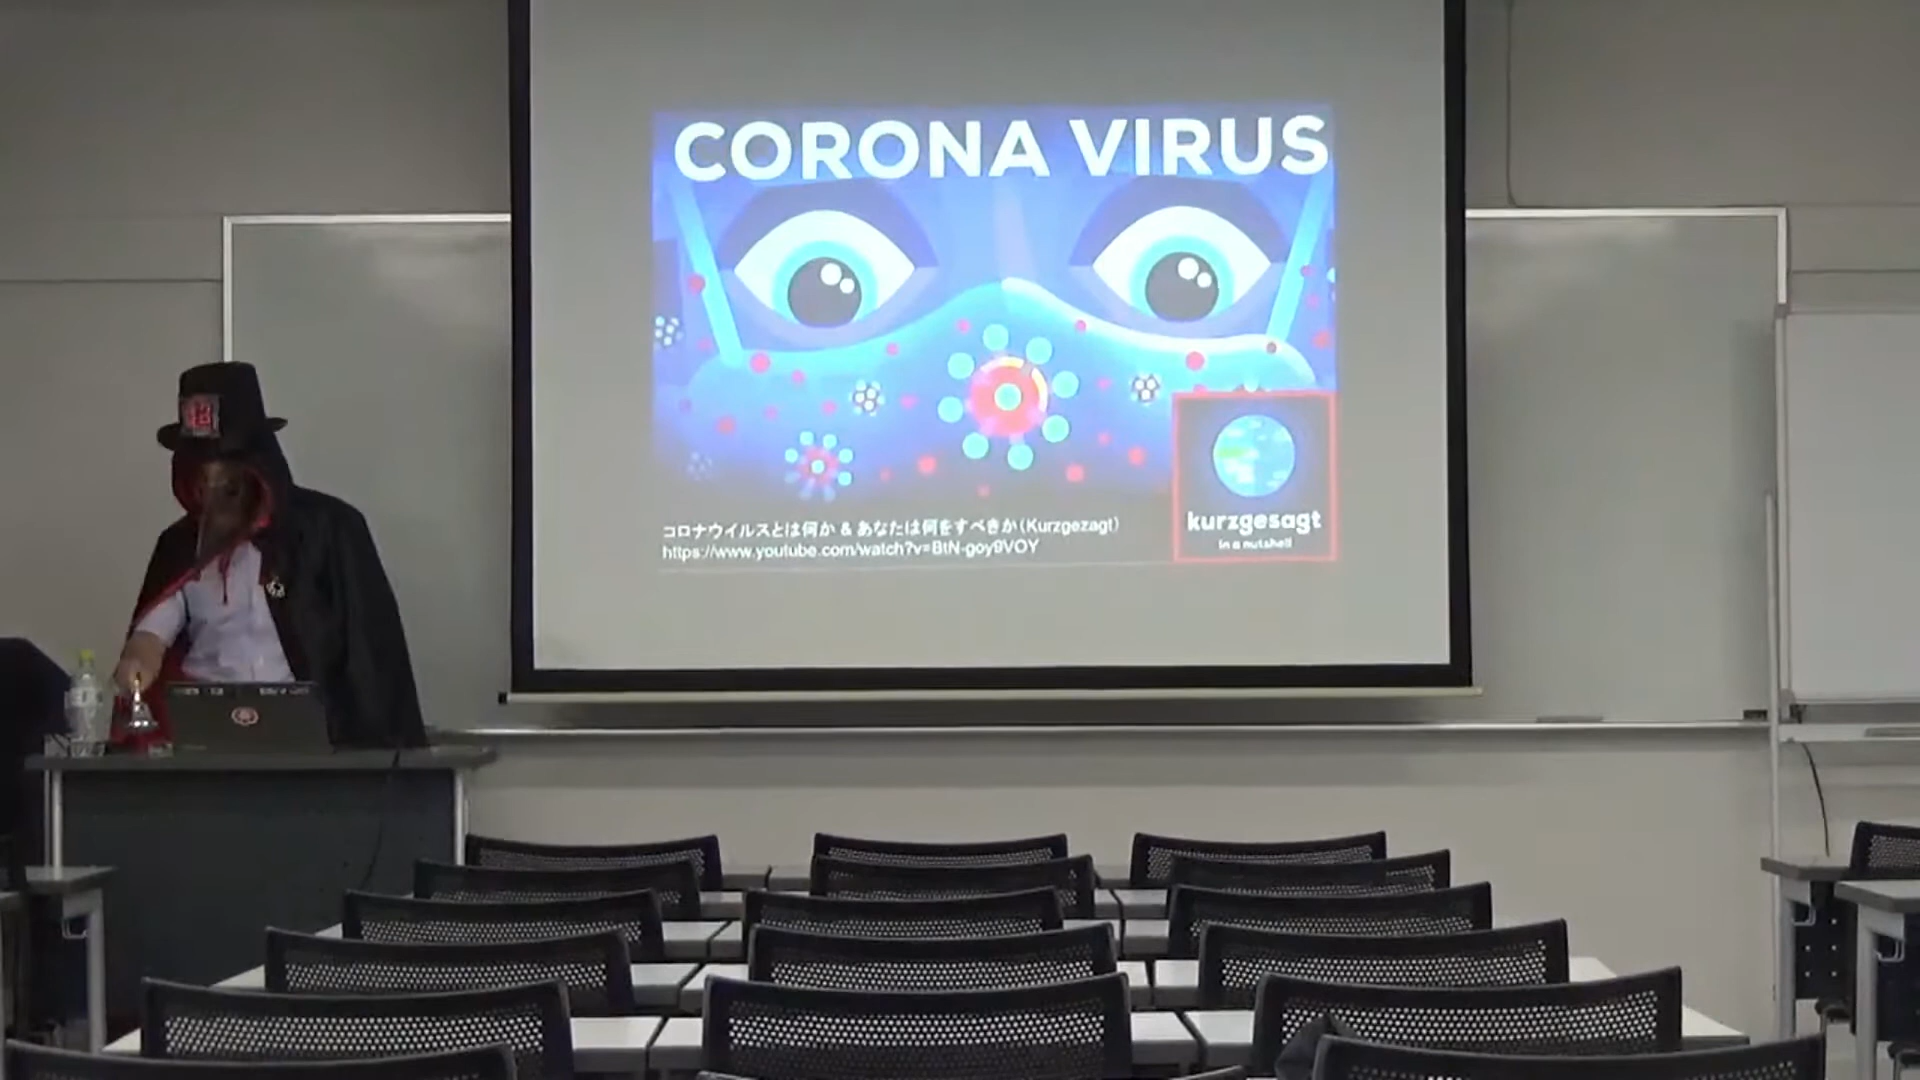 CORONA VIRUS
コロナウイルスとは何か & あなたは何をすべきか(Kurzgezagt)
https://www.youtube.com/watch?v=BtN-goy9VOY
kurzgesagt
in a nutshell